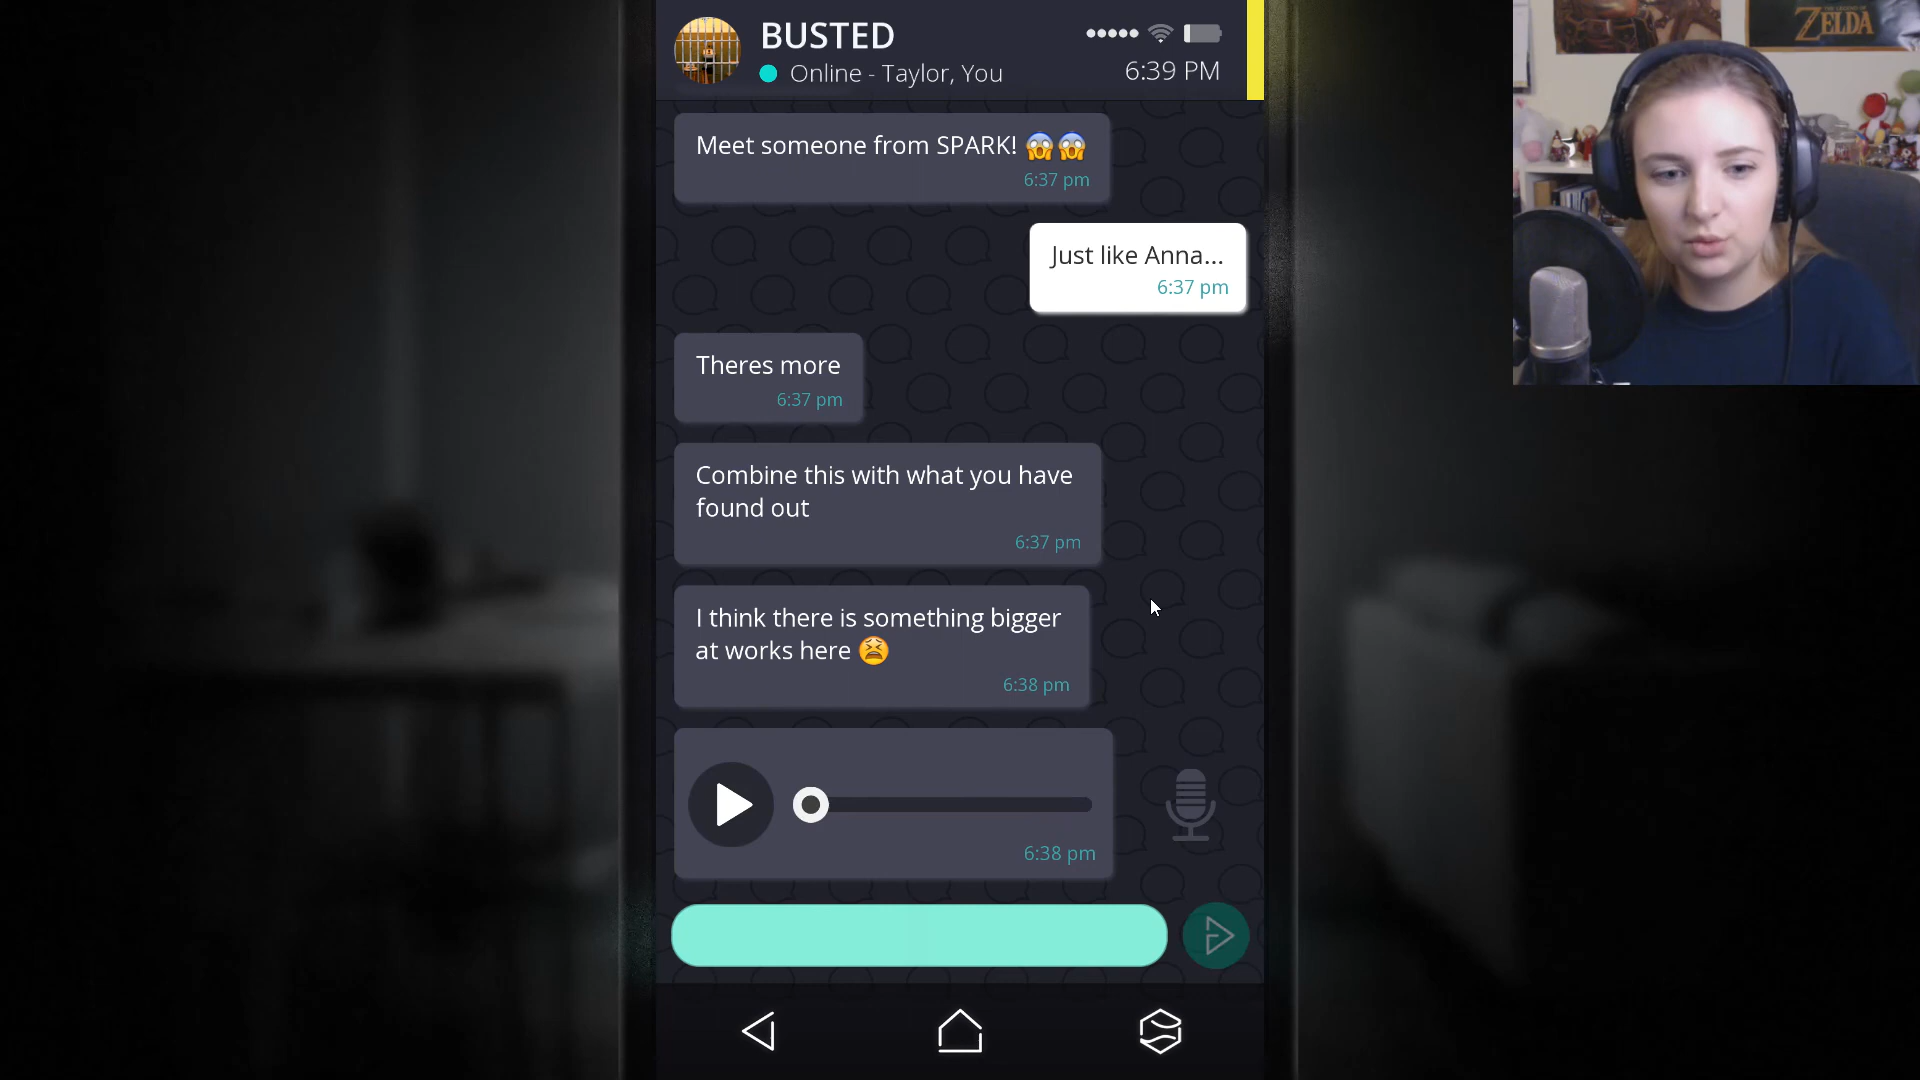 BUSTED
Online - Taylor, You
6:39 PM
Meet someone from SPARK! 😱😱
6:37 pm
Just like Anna...
6:37 pm
Theres more
6:37 pm
Combine this with what you have
found out
6:37 pm
I think there is something bigger
at works here 😫
6:38 pm
6:38 pm
ZELDA